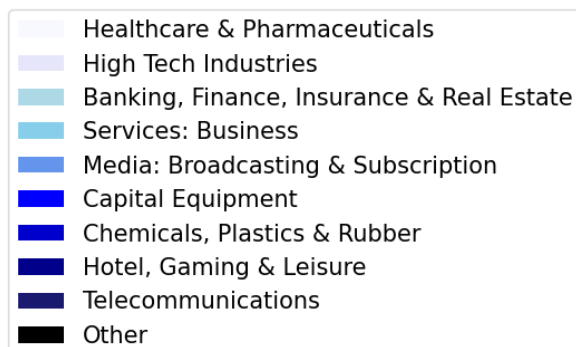 Healthcare & Pharmaceuticals
High Tech Industries
Banking, Finance, Insurance & Real Estate
Services: Business
Media: Broadcasting & Subscription
Capital Equipment
Chemicals, Plastics & Rubber
Hotel, Gaming & Leisure
Telecommunications
Other